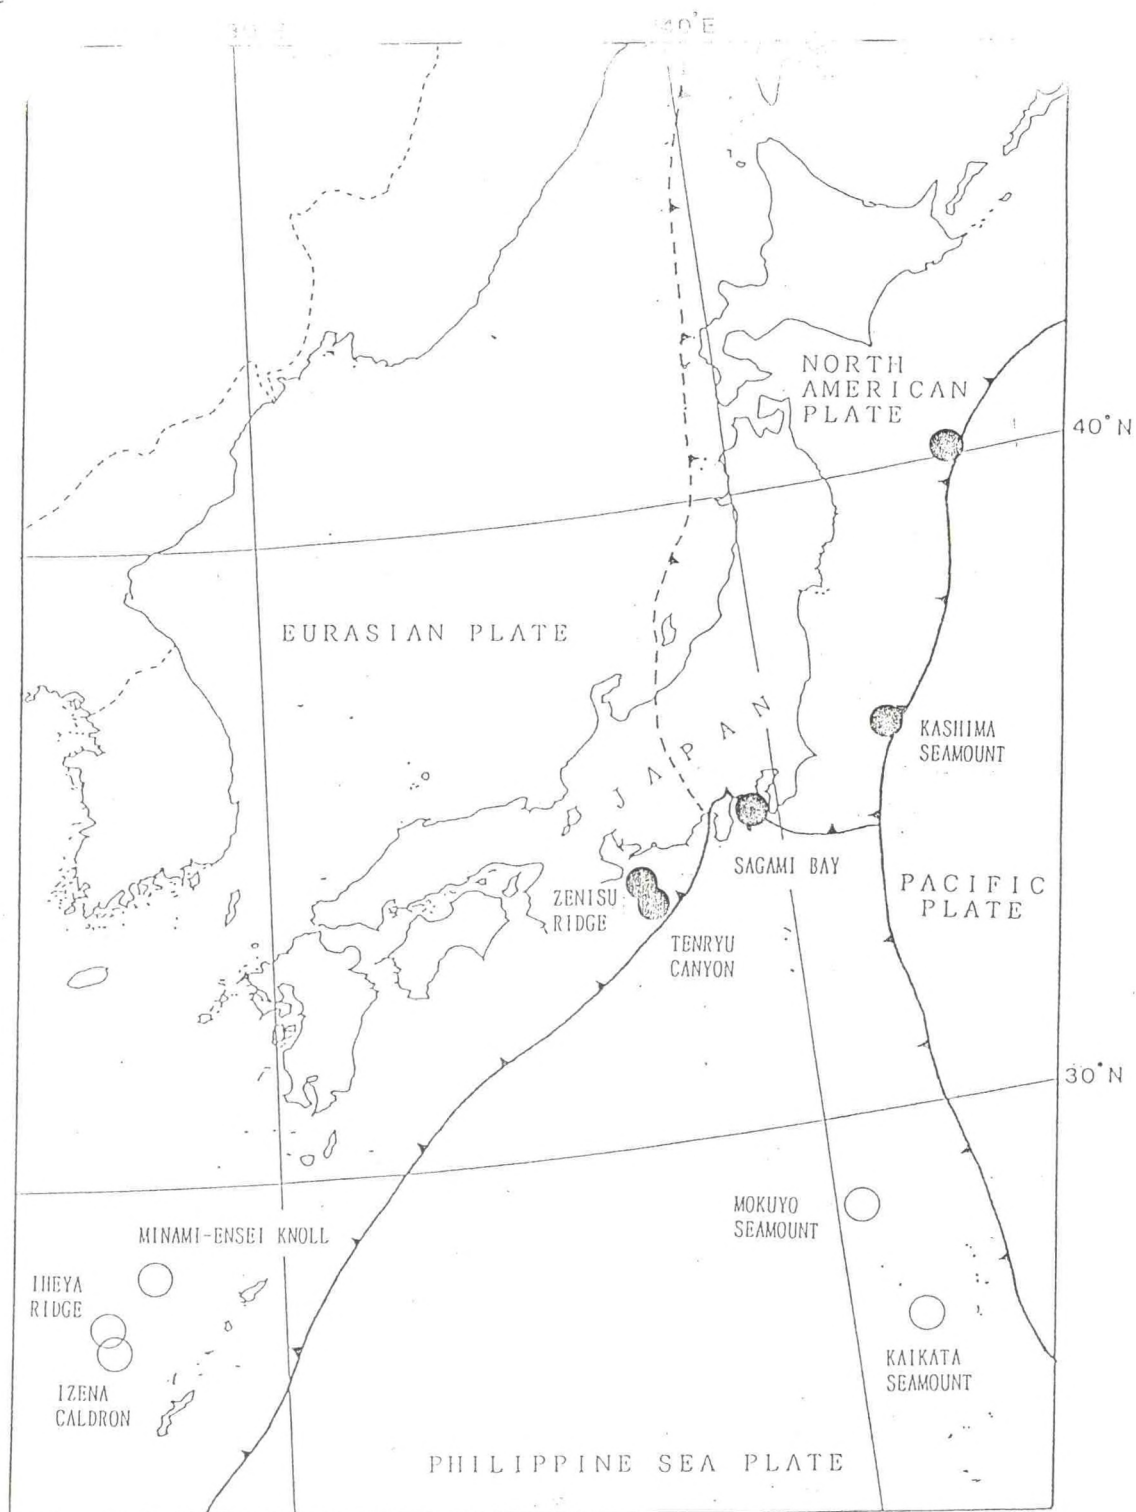 40°E
NORTH
AMERICAN
PLATE
40°N
EURASIAN PLATE
JAPAN
KASHIMA
SEAMOUNT
SAGAMI BAY
PACIFIC
PLATE
ZENISU
RIDGE
TENRYU
CANYON
30°N
MOKUYO
SEAMOUNT
MINAMI-ENSEI KNOLL
IHEYA
RIDGE
KAIKATA
SEAMOUNT
IZENA
CALDRON
PHILIPPINE SEA PLATE